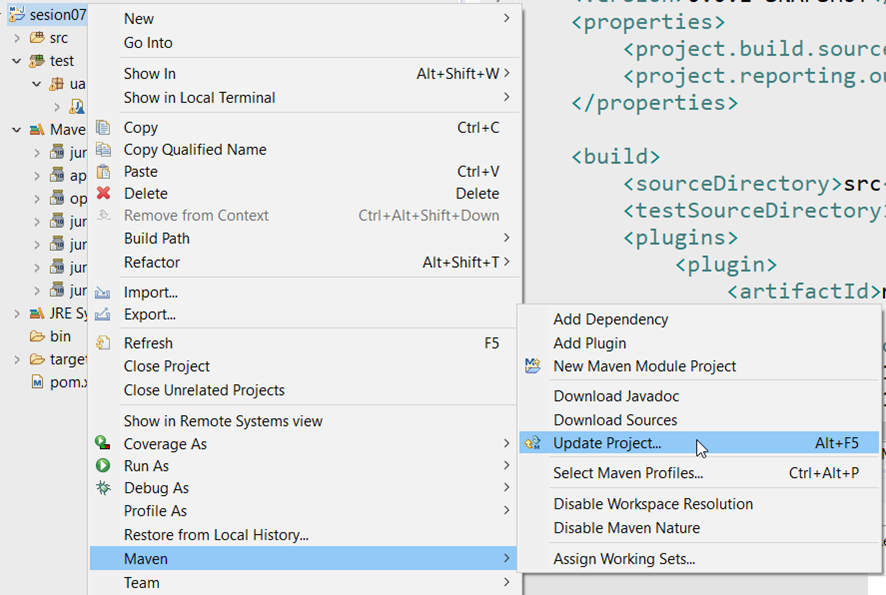 sesion07
src
test
ua
Mave
jur
ap
op
jur
jur
jur
jur
JRE Sy
bin
target
pom.x
New
Go Into
Show In Alt+Shift+W
Show in Local Terminal
Copy Ctrl+C
Copy Qualified Name
Paste Ctrl+V
Delete Delete
Remove from Context Ctrl+Alt+Shift+Down
Build Path
Refactor Alt+Shift+T
Import...
Export...
Refresh F5
Close Project
Close Unrelated Projects
Show in Remote Systems view
Coverage As
Run As
Debug As
Profile As
Restore from Local History...
Maven
Team
Add Dependency
Add Plugin
New Maven Module Project
Download Javadoc
Download Sources
Update Project... Alt+F5
Select Maven Profiles... Ctrl+Alt+P
Disable Workspace Resolution
Disable Maven Nature
Assign Working Sets...
<properties>
<project.build.source
<project.reporting.ou
</properties>
<build>
<sourceDirectory>src<
<testSourceDirectory>
<plugins>
<plugin>
<artifactId>